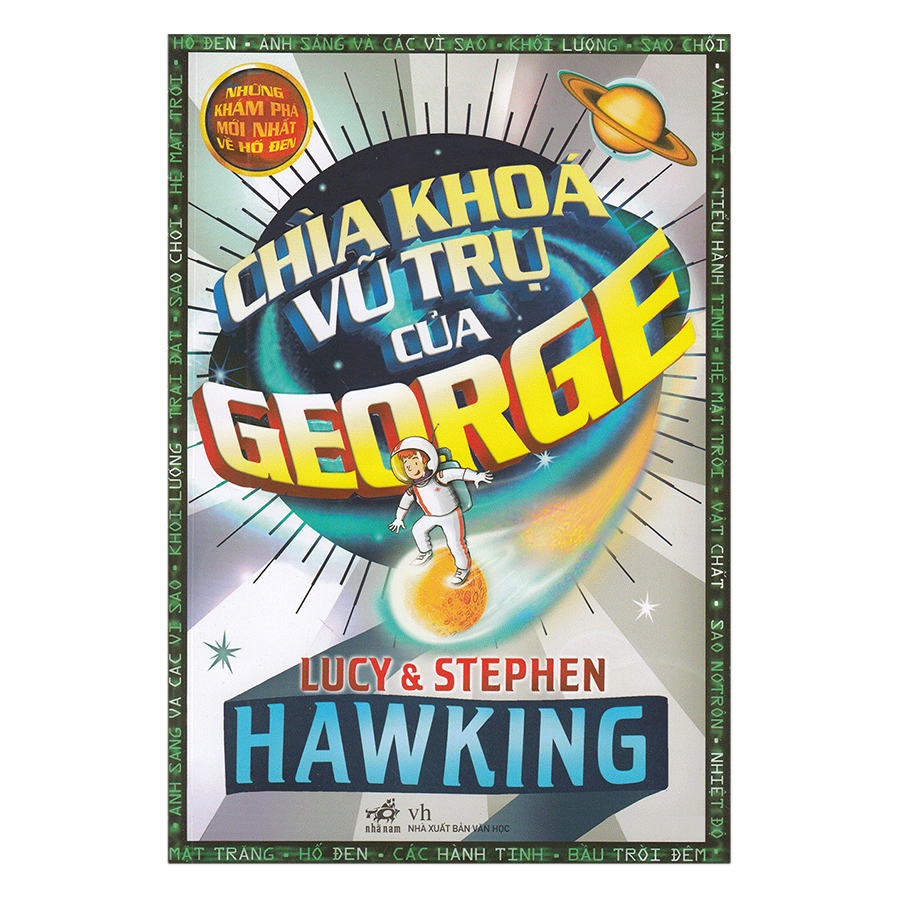 HỐ ĐEN • ÁNH SÁNG VÀ CÁC VÌ SAO • KHỐI LƯỢNG • SAO CHỔI •
VÀNH ĐAI • TIỂU HÀNH TINH • HỆ MẶT TRỜI • VẬT CHẤT • SAO NƠTRÔN • NHIỆT ĐỘ
MẶT TRĂNG • HỐ ĐEN • CÁC HÀNH TINH • BẦU TRỜI ĐÊM •
• ÁNH SÁNG VÀ CÁC VÌ SAO • KHỐI LƯỢNG • TRÁI ĐẤT • SAO CHỔI • HỆ MẶT TRỜI •
NHỮNG
KHÁM PHÁ
MỚI NHẤT
VỀ HỐ ĐEN
CHÌA KHOÁ
VŨ TRỤ
CỦA
GEORGE
LUCY & STEPHEN
HAWKING
nhã nam
vh
NHÀ XUẤT BẢN VĂN HỌC